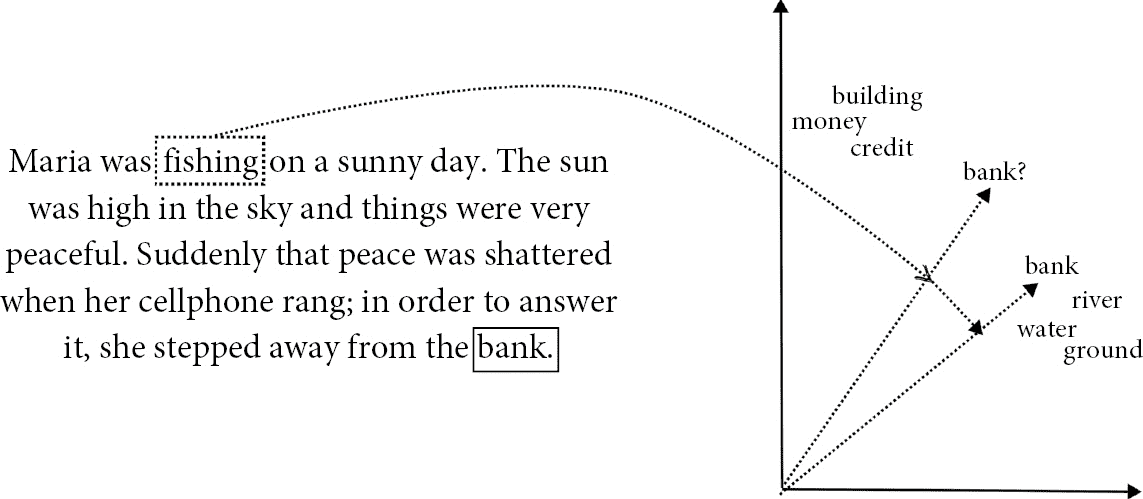 Maria was fishing on a sunny day. The sun
was high in the sky and things were very
peaceful. Suddenly that peace was shattered
when her cellphone rang; in order to answer
it, she stepped away from the bank.
building
money
credit
bank?
bank
river
water
ground